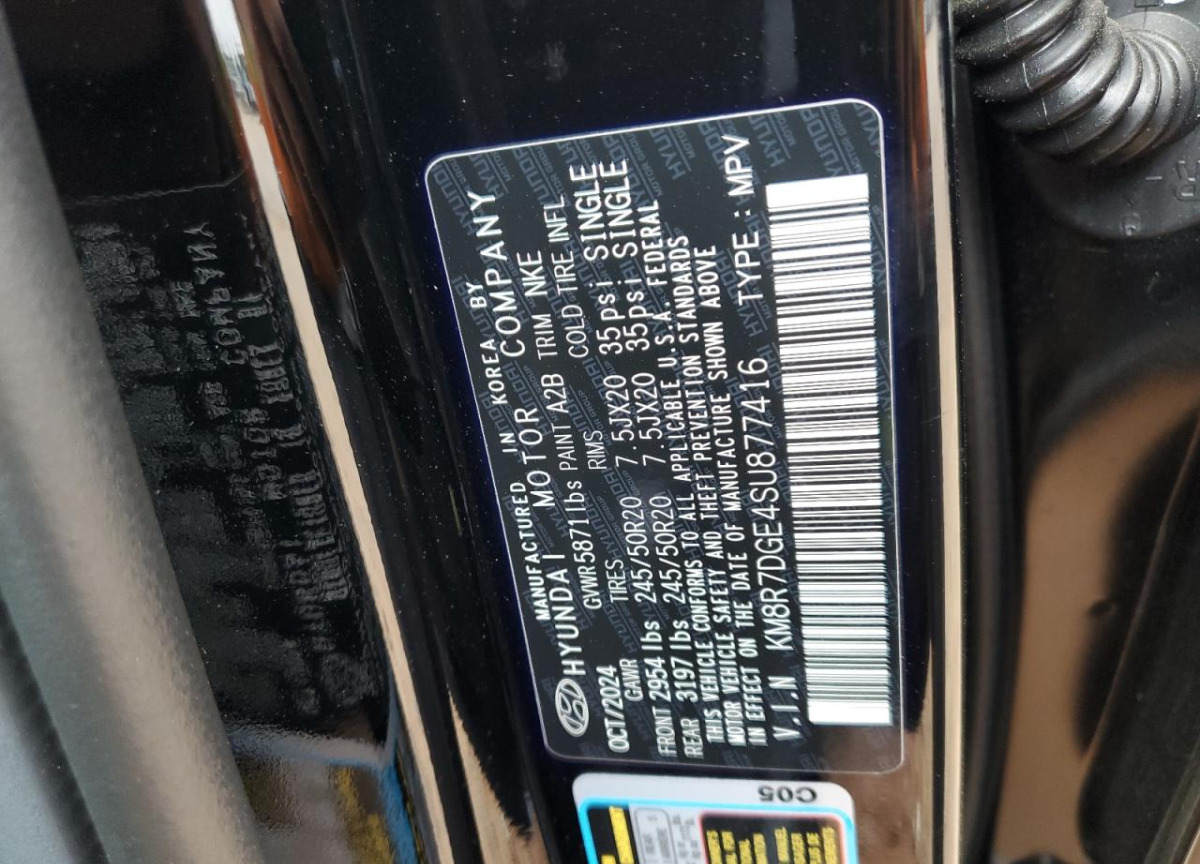 MANUFACTURED IN KOREA BY
HYUNDAI MOTOR COMPANY
OCT/2024 GVWR 5871lbs PAINT A2B TRIM NKE
GAWR TIRES RIMS COLD TIRE INFL
FRONT 2954 lbs 245/50R20 7.5JX20 35psi SINGLE
REAR 3197 lbs 245/50R20 7.5JX20 35psi SINGLE
THIS VEHICLE CONFORMS TO ALL APPLICABLE U.S.A. FEDERAL
MOTOR VEHICLE SAFETY AND THEFT PREVENTION STANDARDS
IN EFFECT ON THE DATE OF MANUFACTURE SHOWN ABOVE
V.I.N KM8R7DGE4SU877416 TYPE : MPV
C05